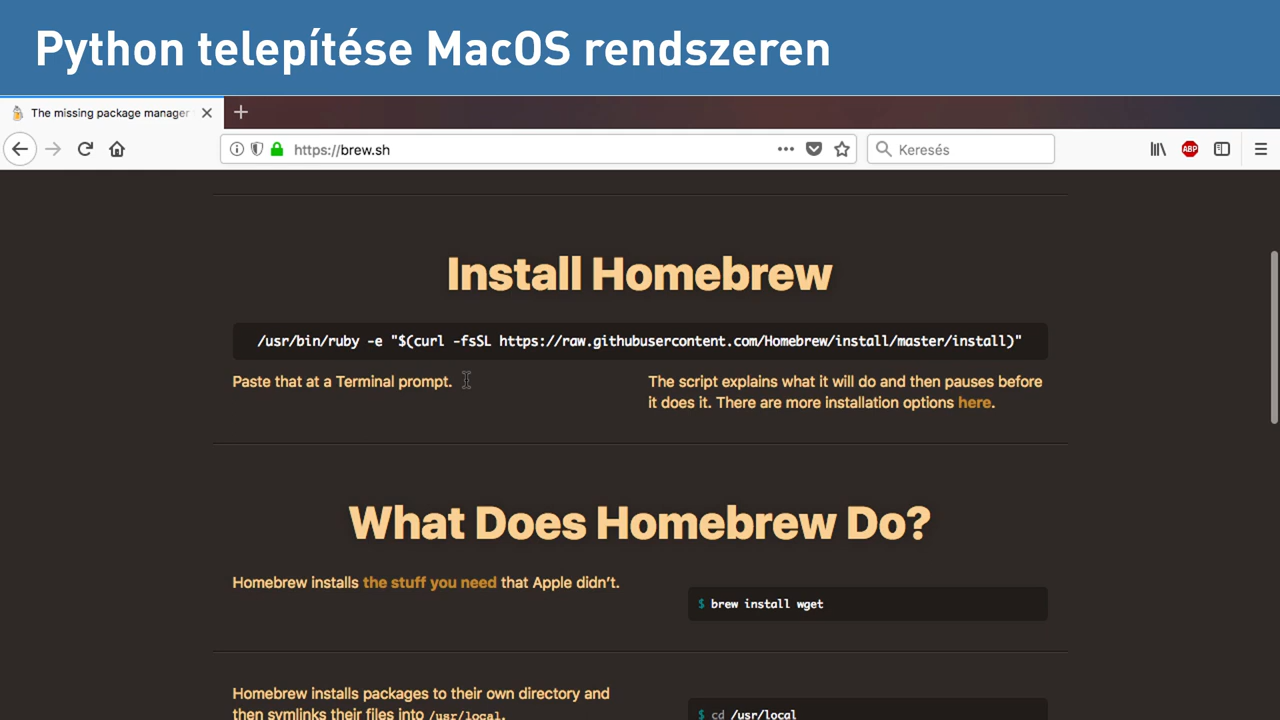 Python telepítése MacOS rendszeren
The missing package manager
https://brew.sh
Keresés
ABP
Install Homebrew
/usr/bin/ruby -e "$(curl -fsSL https://raw.githubusercontent.com/Homebrew/install/master/install)"
Paste that at a Terminal prompt.
The script explains what it will do and then pauses before
it does it. There are more installation options here.
What Does Homebrew Do?
Homebrew installs the stuff you need that Apple didn’t.
$ brew install wget
Homebrew installs packages to their own directory and
then symlinks their files into /usr/local.
$ cd /usr/local